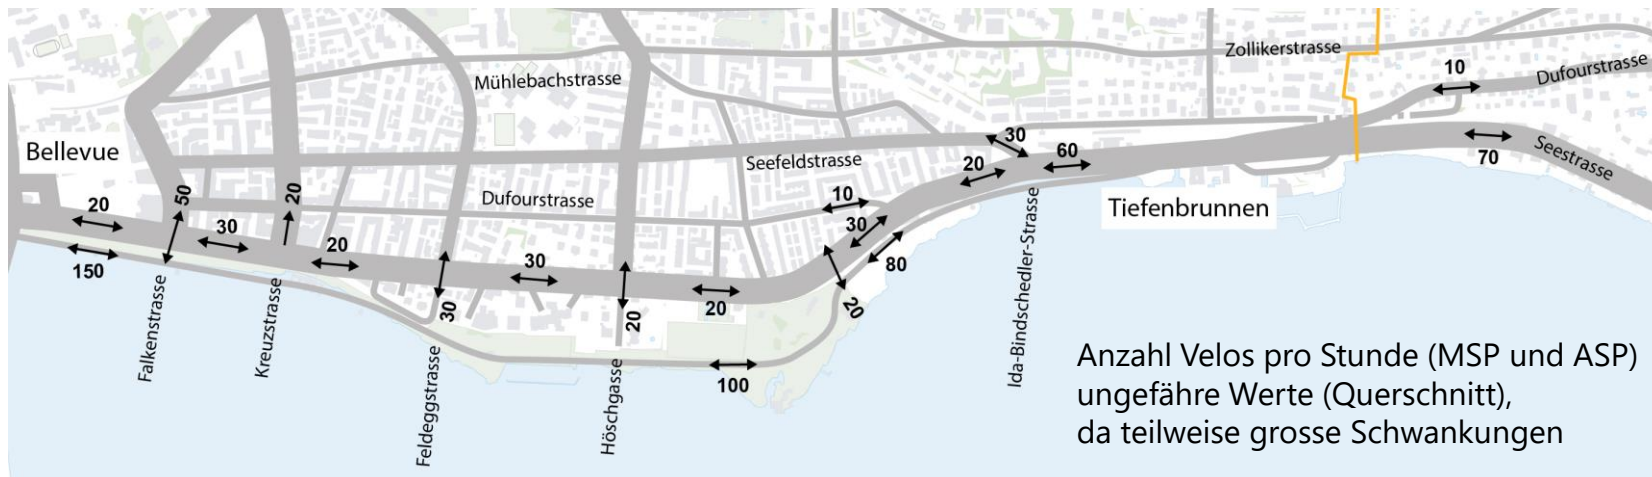 Zollikerstrasse
10
Dufourstrasse
Mühlebachstrasse
Bellevue
30
60
Seefeldstrasse
20
70
Seestrasse
50
20
10
Dufourstrasse
20
Tiefenbrunnen
30
30
20
30
80
150
30
20
20
20
20
100
Falkenstrasse
Kreuzstrasse
Feldeggstrasse
Höschgasse
Ida-Bindschedler-Strasse
Anzahl Velos pro Stunde (MSP und ASP)
ungefähre Werte (Querschnitt),
da teilweise grosse Schwankungen